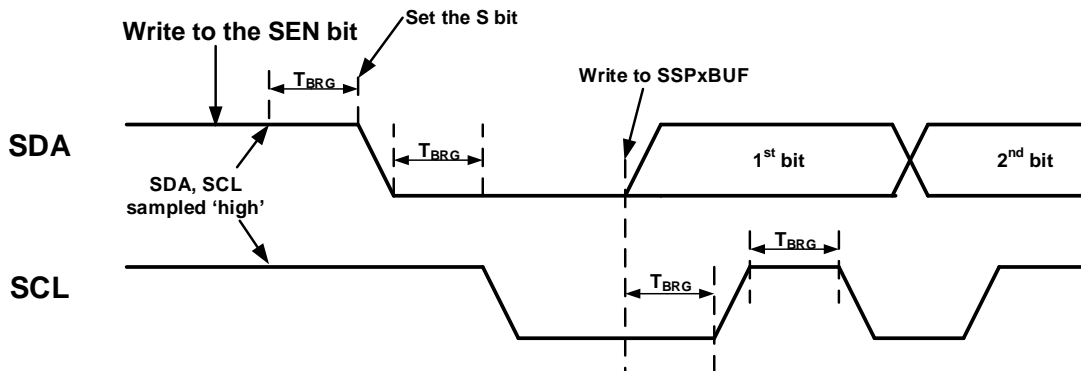 Write to the SEN bit
Set the S bit
T_BRG
Write to SSPxBUF
SDA
T_BRG
1st bit
2nd bit
SDA, SCL
sampled ‘high’
T_BRG
SCL
T_BRG